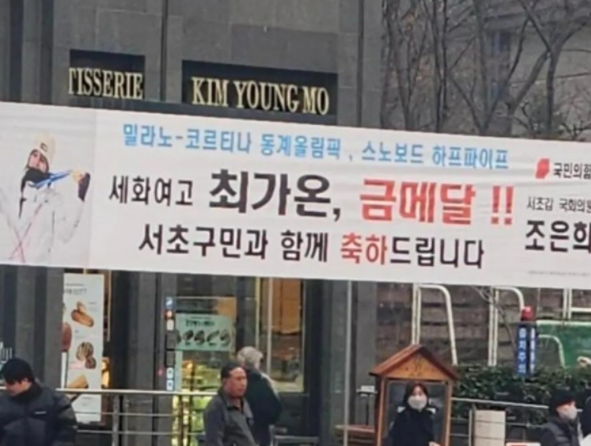 TISSERIE
KIM YOUNG MO
밀라노-코르티나 동계올림픽 , 스노보드 하프파이프
세화여고 최가온, 금메달 !!
서초구민과 함께 축하드립니다
국민의힘
서초갑 국회의원
조은희